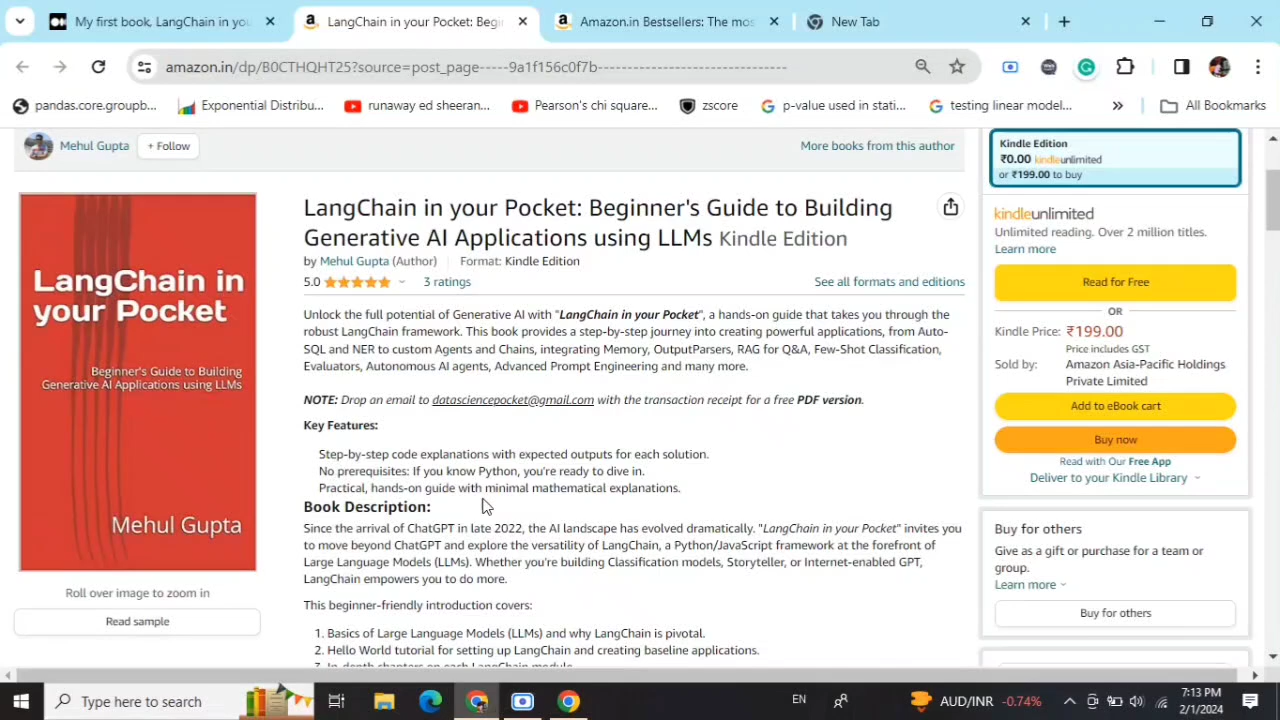 My first book, LangChain in you
LangChain in your Pocket: Begin
Amazon.in Bestsellers: The mos
New Tab
amazon.in/dp/B0CTHQHT25?source=post_page-----9a1f156c0f7b--------------------------------
pandas.core.groupb...
Exponential Distribu...
runaway ed sheeran...
Pearson's chi square...
zscore
p-value used in stati...
testing linear model...
»
All Bookmarks
Mehul Gupta
+ Follow
More books from this author
LangChain in
your Pocket
Beginner's Guide to Building
Generative AI Applications using LLMs
Mehul Gupta
Roll over image to zoom in
Read sample
LangChain in your Pocket: Beginner's Guide to Building
Generative AI Applications using LLMs Kindle Edition
by Mehul Gupta (Author) Format: Kindle Edition
5.0 3 ratings
See all formats and editions
Unlock the full potential of Generative AI with "LangChain in your Pocket", a hands-on guide that takes you through the
robust LangChain framework. This book provides a step-by-step journey into creating powerful applications, from Auto-
SQL and NER to custom Agents and Chains, integrating Memory, OutputParsers, RAG for Q&A, Few-Shot Classification,
Evaluators, Autonomous AI agents, Advanced Prompt Engineering and many more.
NOTE: Drop an email to datasciencepocket@gmail.com with the transaction receipt for a free PDF version.
Key Features:
Step-by-step code explanations with expected outputs for each solution.
No prerequisites: If you know Python, you're ready to dive in.
Practical, hands-on guide with minimal mathematical explanations.
Book Description:
Since the arrival of ChatGPT in late 2022, the AI landscape has evolved dramatically. "LangChain in your Pocket" invites you
to move beyond ChatGPT and explore the versatility of LangChain, a Python/JavaScript framework at the forefront of
Large Language Models (LLMs). Whether you're building Classification models, Storyteller, or Internet-enabled GPT,
LangChain empowers you to do more.
This beginner-friendly introduction covers:
1. Basics of Large Language Models (LLMs) and why LangChain is pivotal.
2. Hello World tutorial for setting up LangChain and creating baseline applications.
3. In-depth chapters on each LangChain module.
Kindle Edition
₹0.00 kindleunlimited
or ₹199.00 to buy
kindleunlimited
Unlimited reading. Over 2 million titles.
Learn more
Read for Free
OR
Kindle Price: ₹199.00
Price includes GST
Sold by: Amazon Asia-Pacific Holdings
Private Limited
Add to eBook cart
Buy now
Read with Our Free App
Deliver to your Kindle Library
Buy for others
Give as a gift or purchase for a team or
group.
Learn more
Buy for others
Type here to search
EN
AUD/INR -0.74%
7:13 PM
2/1/2024